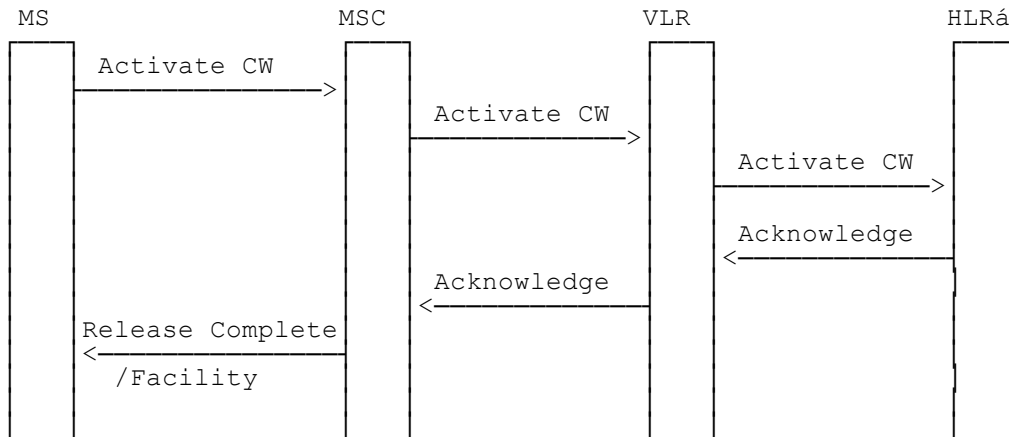 MS MSC VLR HLRá
Activate CW
Activate CW
Activate CW
Acknowledge
Acknowledge
Release Complete
/Facility